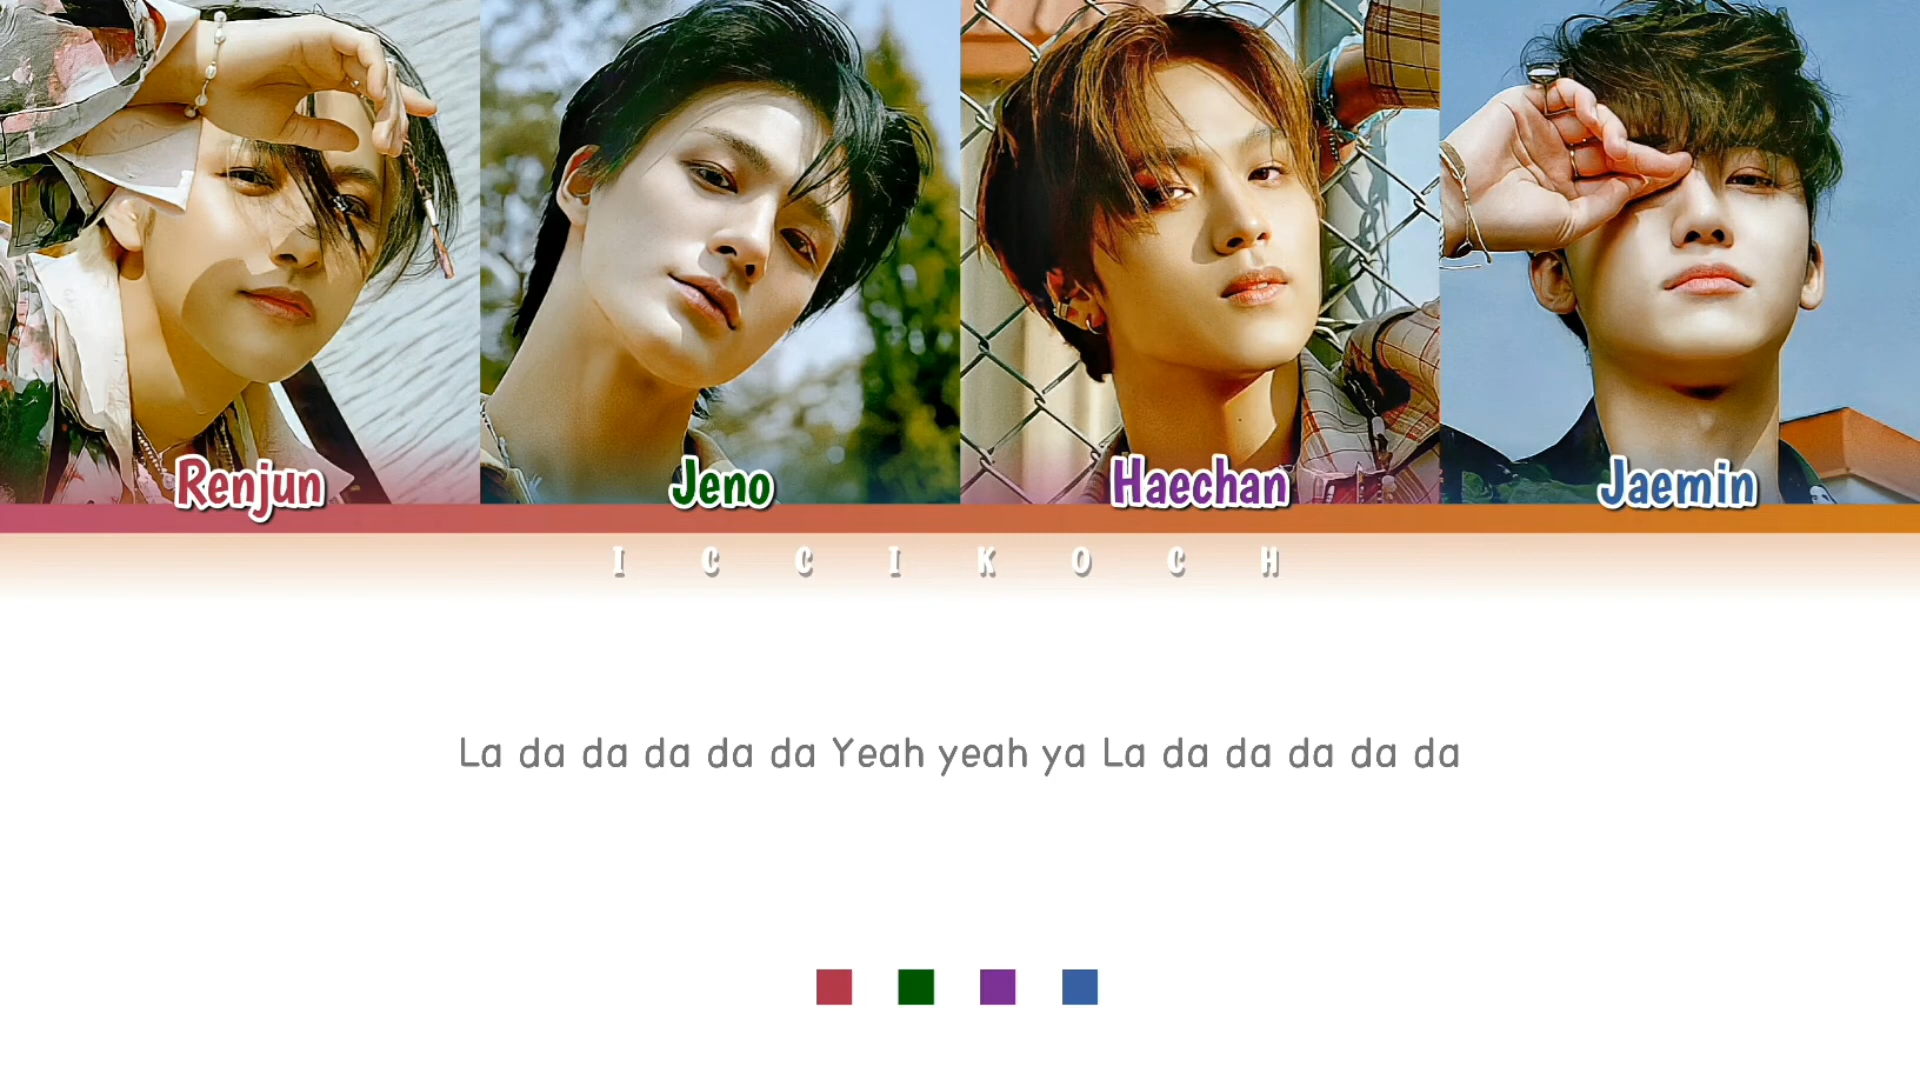 Renjun Jeno Haechan Jaemin
I C C I K O C H
La da da da da da Yeah yeah ya La da da da da da